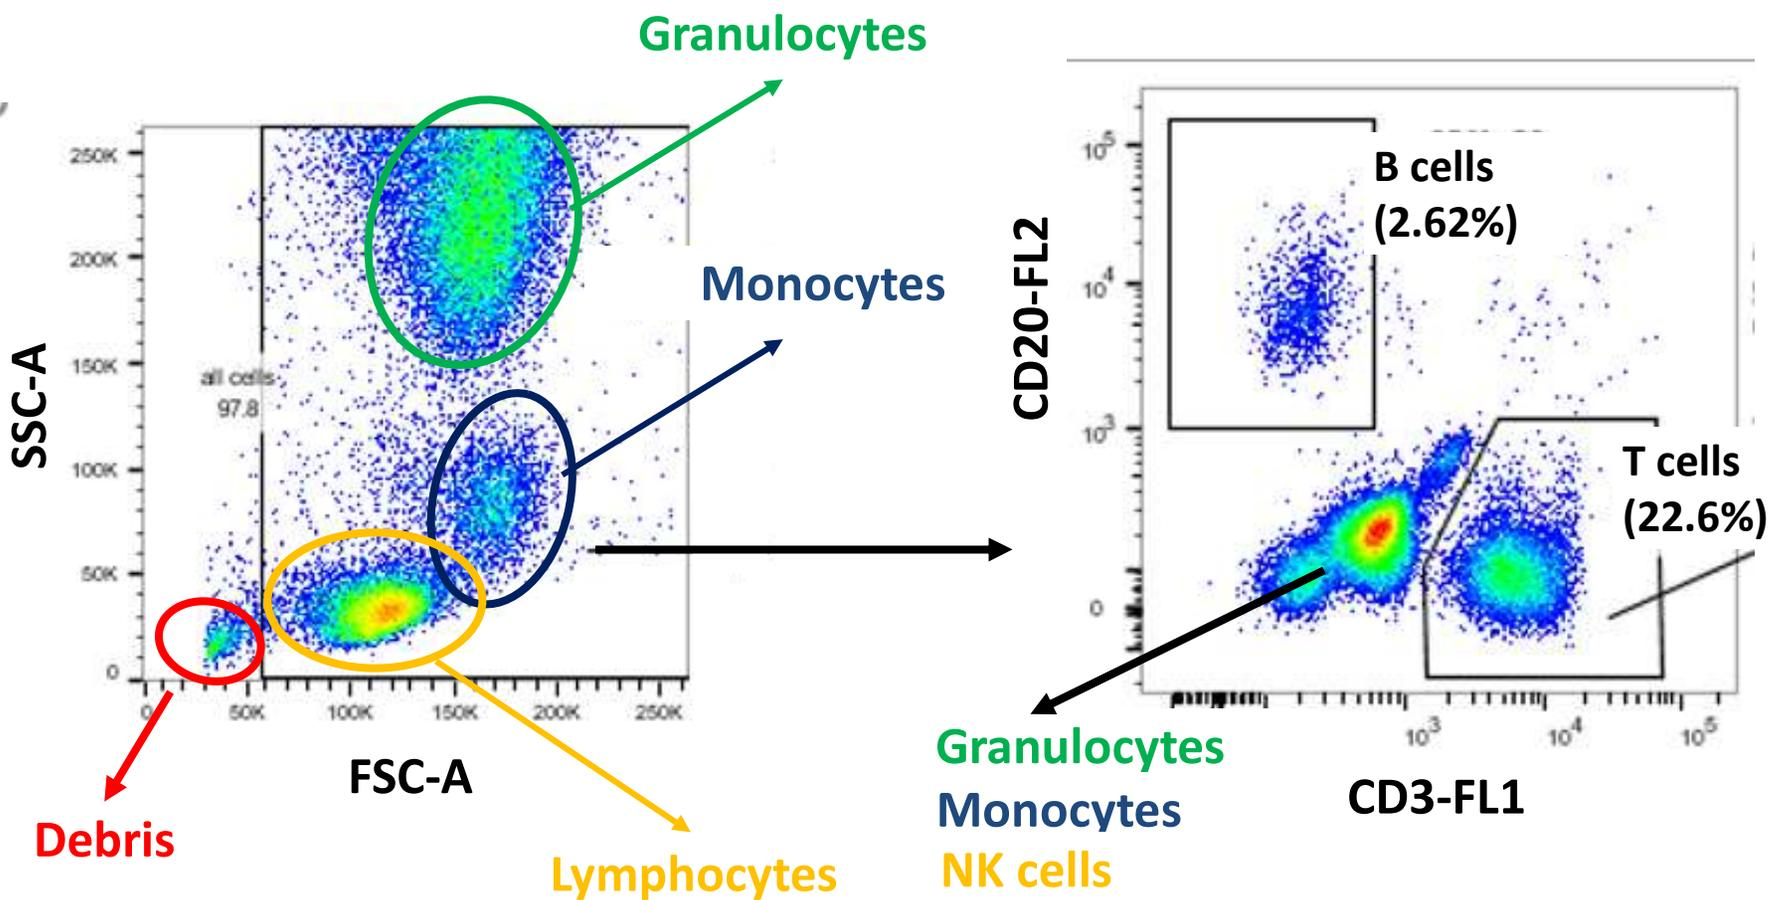 Granulocytes
Monocytes
SSC-A
250K
200K
150K
100K
50K
0
all cells
97.8
0
50K
100K
150K
200K
250K
FSC-A
Debris
Lymphocytes
CD20-FL2
10⁵
10⁴
10³
0
B cells
(2.62%)
T cells
(22.6%)
10³
10⁴
10⁵
CD3-FL1
Granulocytes
Monocytes
NK cells